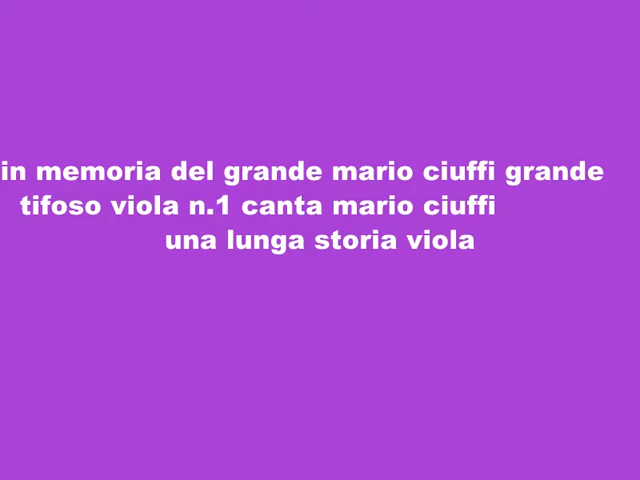 in memoria del grande mario ciuffi grande
tifoso viola n.1 canta mario ciuffi
una lunga storia viola